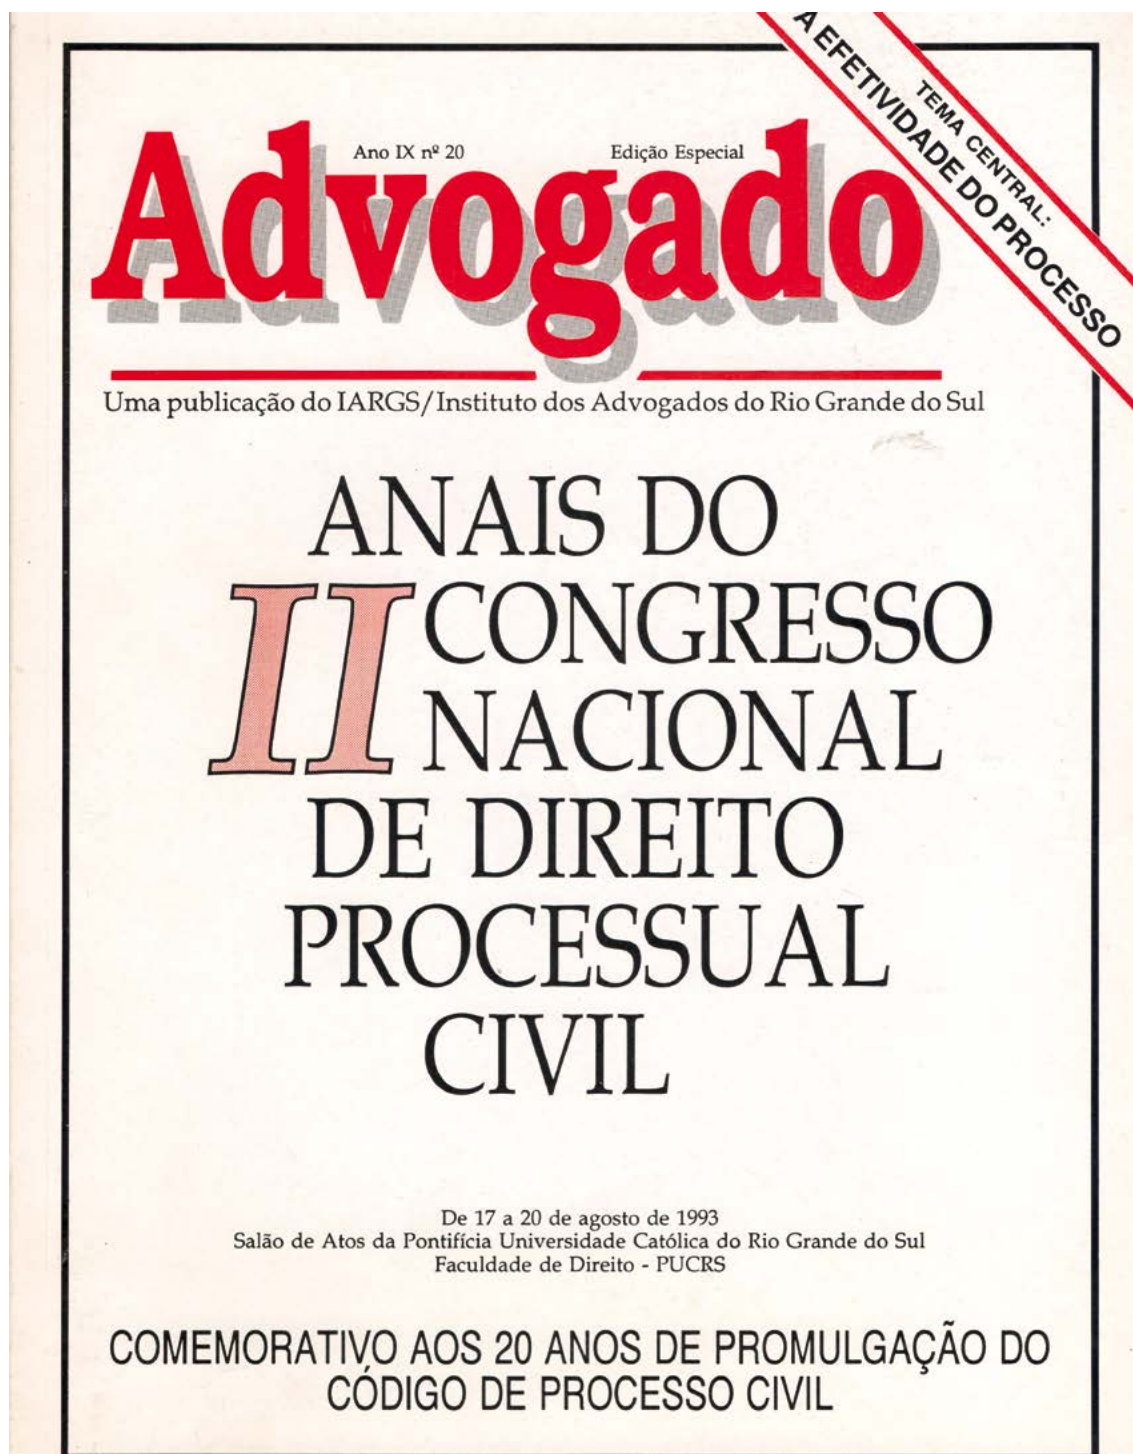 TEMA CENTRAL:
A EFETIVIDADE DO PROCESSO
Ano IX nº 20
Edição Especial
Advogado
Uma publicação do IARGS/Instituto dos Advogados do Rio Grande do Sul
ANAIS DO
II CONGRESSO
NACIONAL
DE DIREITO
PROCESSUAL
CIVIL
De 17 a 20 de agosto de 1993
Salão de Atos da Pontifícia Universidade Católica do Rio Grande do Sul
Faculdade de Direito - PUCRS
COMEMORATIVO AOS 20 ANOS DE PROMULGAÇÃO DO
CÓDIGO DE PROCESSO CIVIL